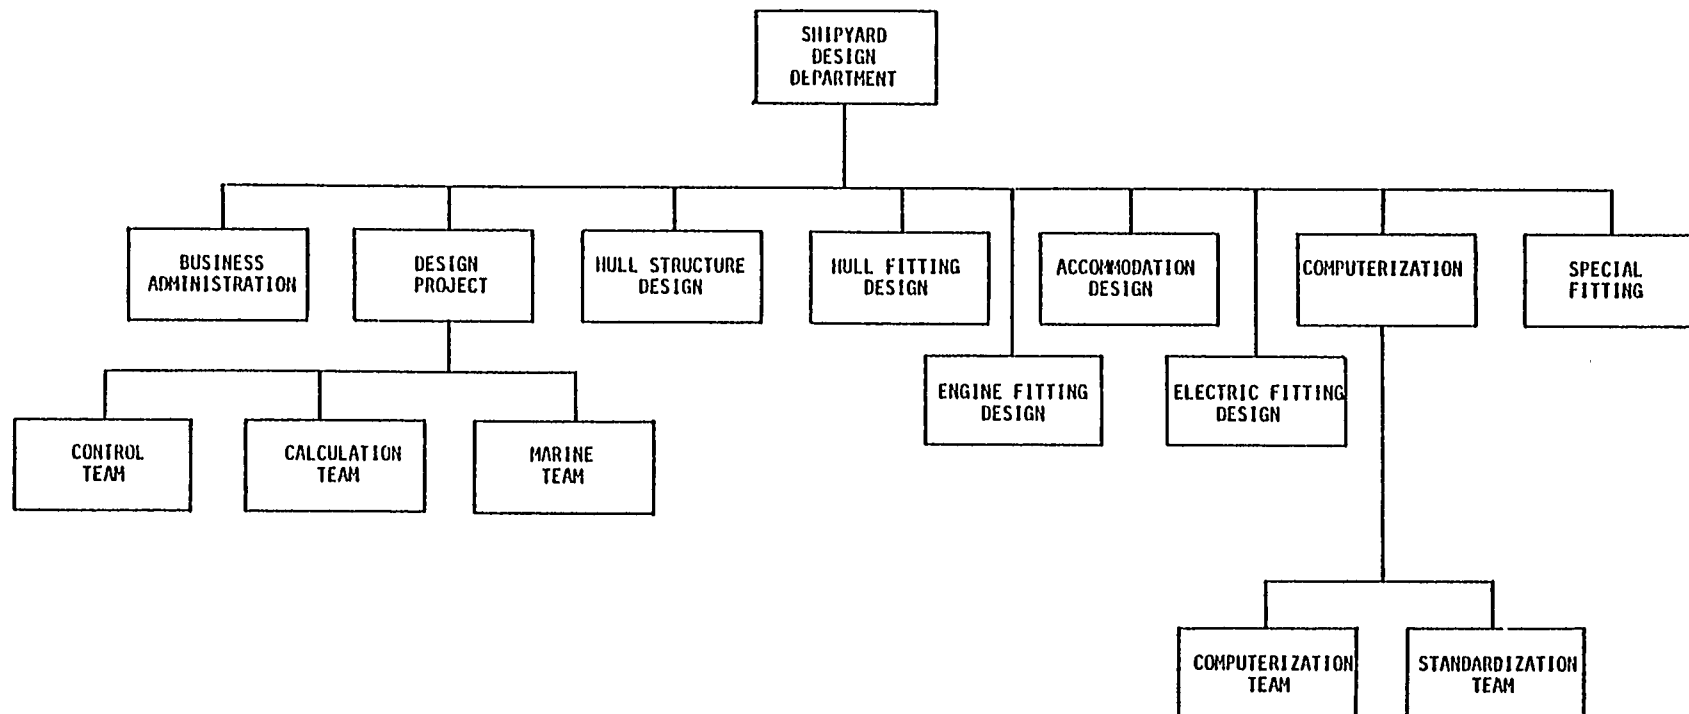 SHIPYARD
DESIGN
DEPARTMENT
BUSINESS
ADMINISTRATION
DESIGN
PROJECT
HULL STRUCTURE
DESIGN
HULL FITTING
DESIGN
ACCOMMODATION
DESIGN
COMPUTERIZATION
SPECIAL
FITTING
ENGINE FITTING
DESIGN
ELECTRIC FITTING
DESIGN
CONTROL
TEAM
CALCULATION
TEAM
MARINE
TEAM
COMPUTERIZATION
TEAM
STANDARDIZATION
TEAM